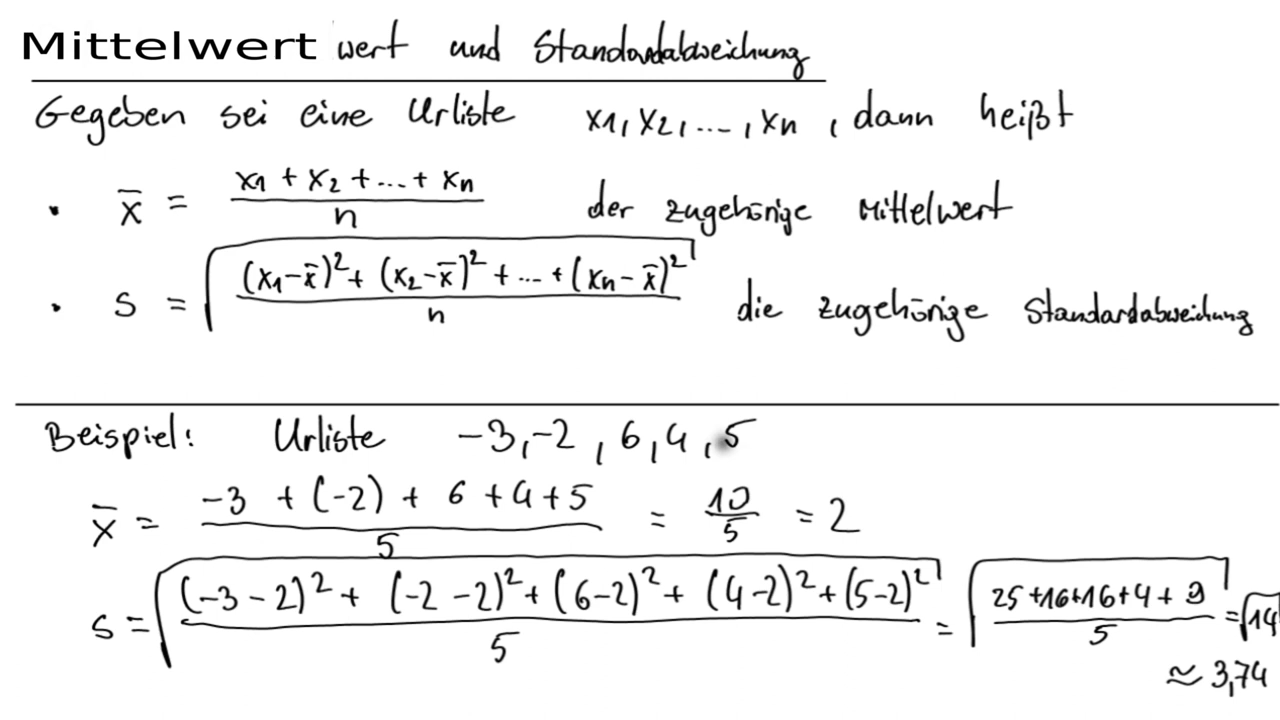 Mittelwert wert und Standardabweichung
Gegeben sei eine Urliste x₁, x₂, ..., xₙ, dann heißt
• x̄ = (x₁ + x₂ + ... + xₙ)/n der zugehörige Mittelwert
• s = √(((x₁-x̄)² + (x₂-x̄)² + ... + (xₙ-x̄)²)/n) die zugehörige Standardabweichung
Beispiel: Urliste -3, -2, 6, 4, 5
x̄ = (-3 + (-2) + 6 + 4 + 5)/5 = 10/5 = 2
s = √(((-3-2)² + (-2-2)² + (6-2)² + (4-2)² + (5-2)²)/5) = √((25+16+16+4+9)/5) = √14
≈ 3,74